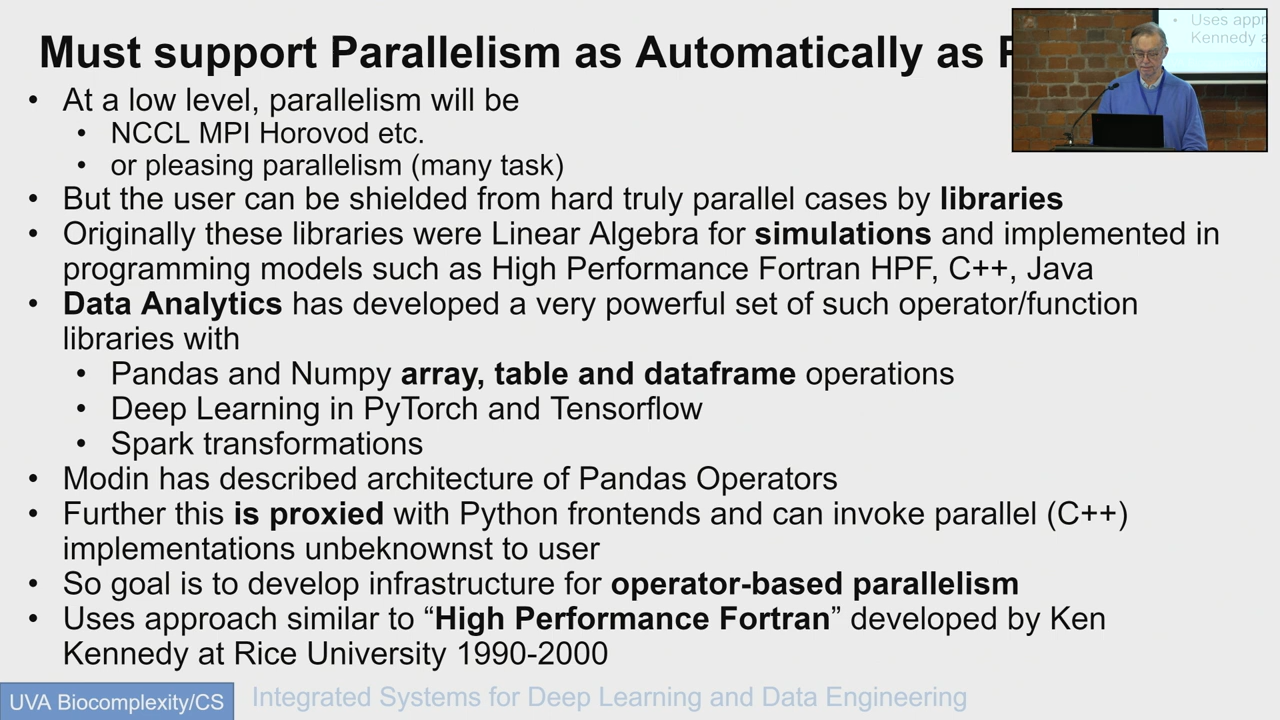 Must support Parallelism as Automatically as
• At a low level, parallelism will be
• NCCL MPI Horovod etc.
• or pleasing parallelism (many task)
• But the user can be shielded from hard truly parallel cases by libraries
• Originally these libraries were Linear Algebra for simulations and implemented in
programming models such as High Performance Fortran HPF, C++, Java
• Data Analytics has developed a very powerful set of such operator/function
libraries with
• Pandas and Numpy array, table and dataframe operations
• Deep Learning in PyTorch and Tensorflow
• Spark transformations
• Modin has described architecture of Pandas Operators
• Further this is proxied with Python frontends and can invoke parallel (C++)
implementations unbeknownst to user
• So goal is to develop infrastructure for operator-based parallelism
• Uses approach similar to “High Performance Fortran” developed by Ken
Kennedy at Rice University 1990-2000
UVA Biocomplexity/CS
Integrated Systems for Deep Learning and Data Engineering
• Uses appr
Kennedy a